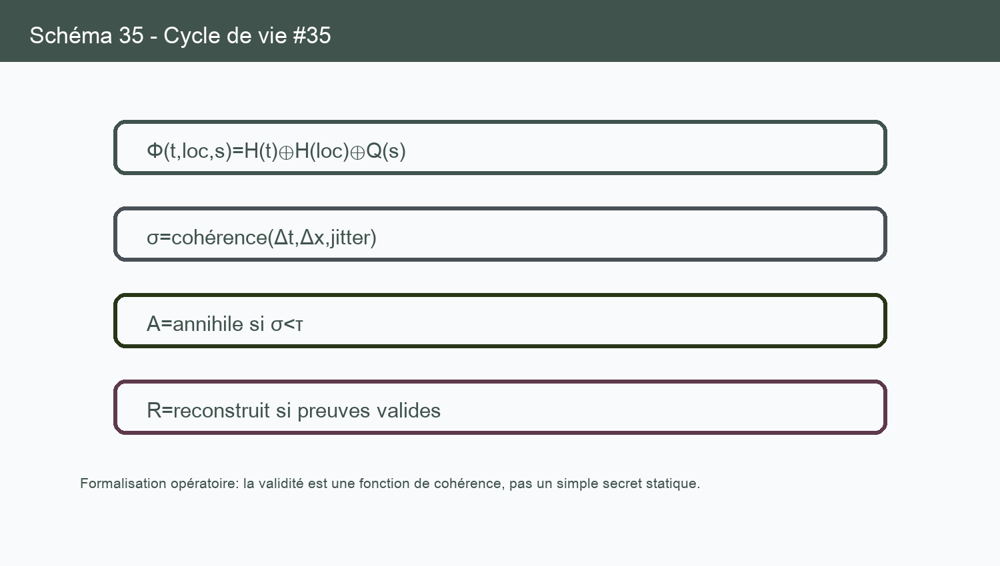 Schéma 35 - Cycle de vie #35
Φ(t,loc,s)=H(t)⊕H(loc)⊕Q(s)
σ=cohérence(Δt,Δx,jitter)
A=annihile si σ<τ
R=reconstruit si preuves valides
Formalisation opératoire: la validité est une fonction de cohérence, pas un simple secret statique.